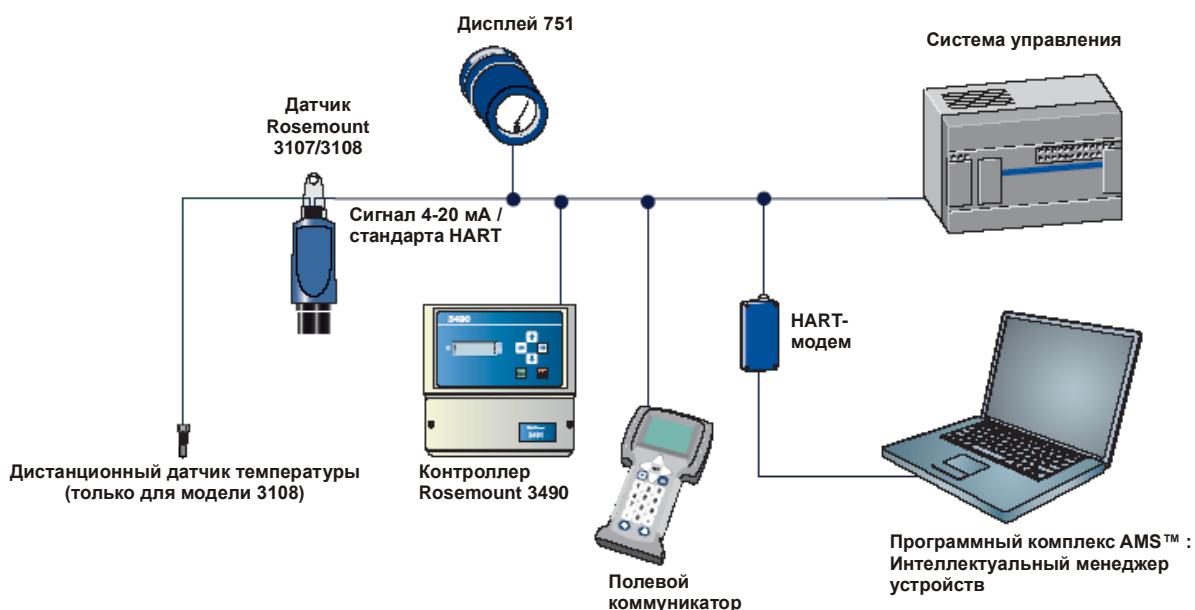 Дисплей 751
Система управления
Датчик
Rosemount
3107/3108
Сигнал 4-20 мА /
стандарта HART
3490
HART-
модем
3491
Дистанционный датчик температуры
(только для модели 3108)
Контроллер
Rosemount 3490
Полевой
коммуникатор
Программный комплекс AMS™ :
Интеллектуальный менеджер
устройств